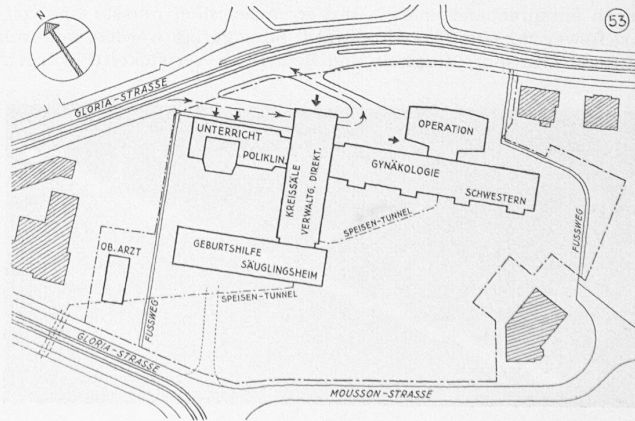 53
N
GLORIA-STRASSE
UNTERRICHT
POLIKLIN.
KREISSÄLE
VERWALTG. DIREKT.
OPERATION
GYNÄKOLOGIE
SCHWESTERN
SPEISEN-TUNNEL
FUSSWEG
OB. ARZT
GEBURTSHILFE
SÄUGLINGSHEIM
SPEISEN-TUNNEL
FUSSWEG
GLORIA-STRASSE
MOUSSON-STRASSE